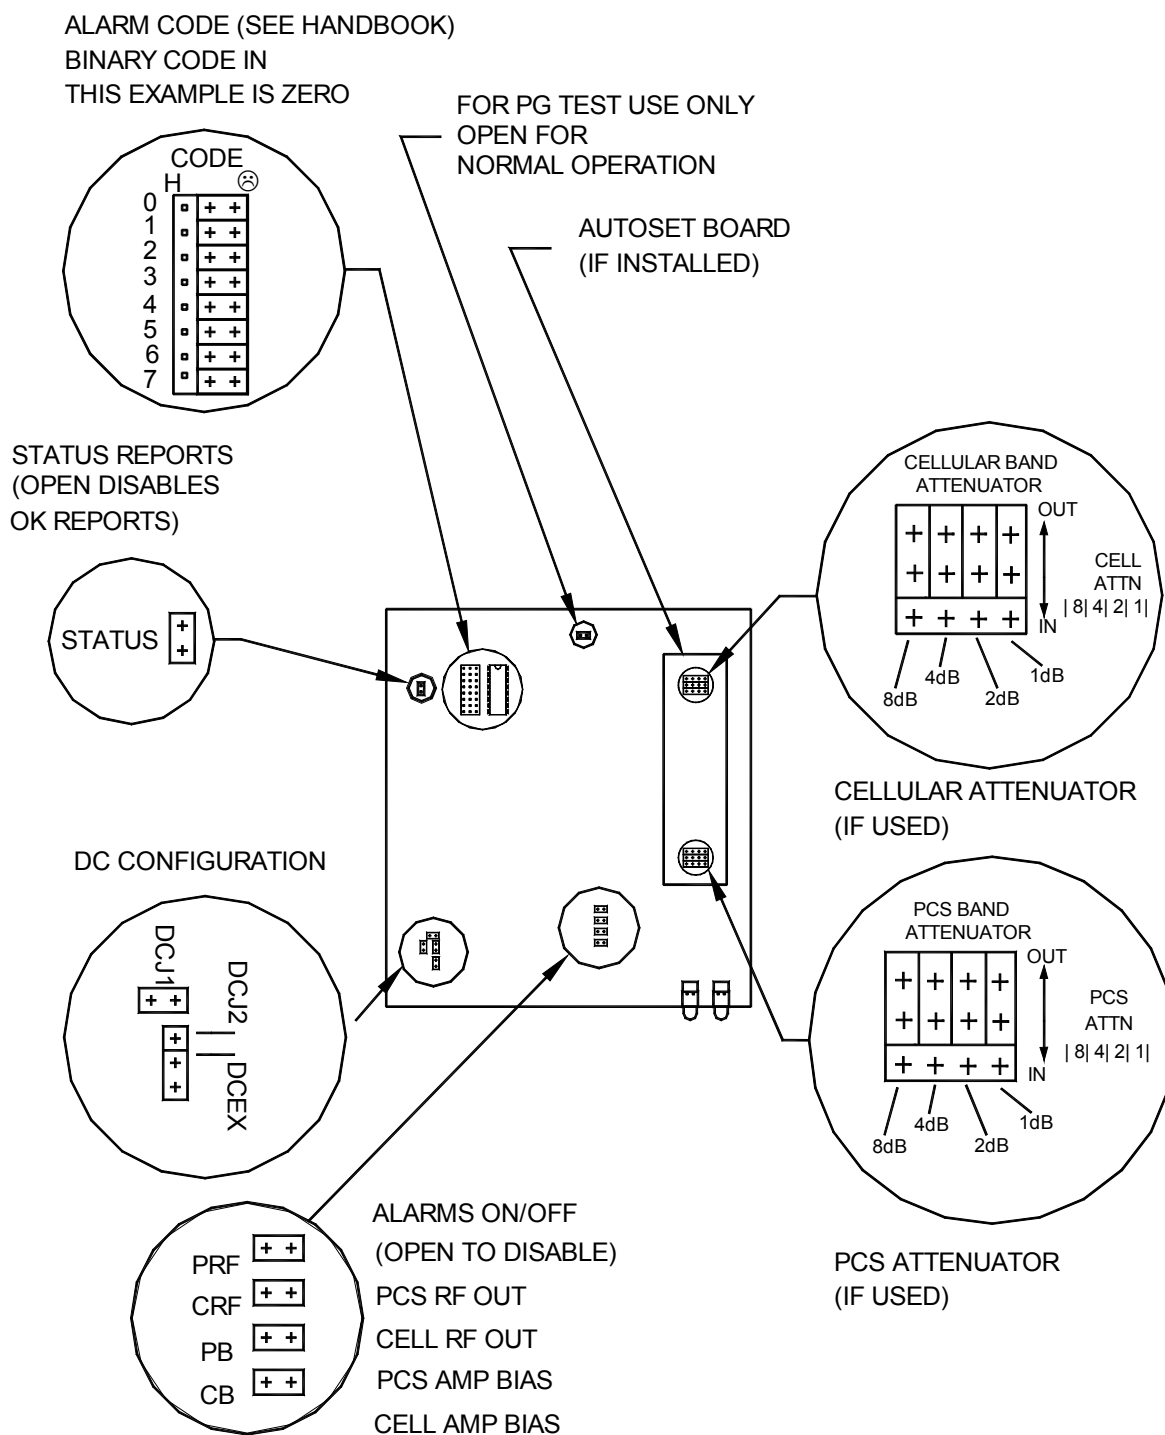 ALARM CODE (SEE HANDBOOK)
BINARY CODE IN
THIS EXAMPLE IS ZERO
CODE
H ☹
0
1
2
3
4
5
6
7
FOR PG TEST USE ONLY
OPEN FOR
NORMAL OPERATION
AUTOSET BOARD
(IF INSTALLED)
STATUS REPORTS
(OPEN DISABLES
OK REPORTS)
STATUS
CELLULAR BAND
ATTENUATOR
OUT
CELL
ATTN
| 8| 4| 2| 1|
IN
8dB
4dB
2dB
1dB
CELLULAR ATTENUATOR
(IF USED)
DC CONFIGURATION
DCJ1
DCJ2
DCEX
PCS BAND
ATTENUATOR
OUT
PCS
ATTN
| 8| 4| 2| 1|
IN
8dB
4dB
2dB
1dB
PCS ATTENUATOR
(IF USED)
PRF
CRF
PB
CB
ALARMS ON/OFF
(OPEN TO DISABLE)
PCS RF OUT
CELL RF OUT
PCS AMP BIAS
CELL AMP BIAS